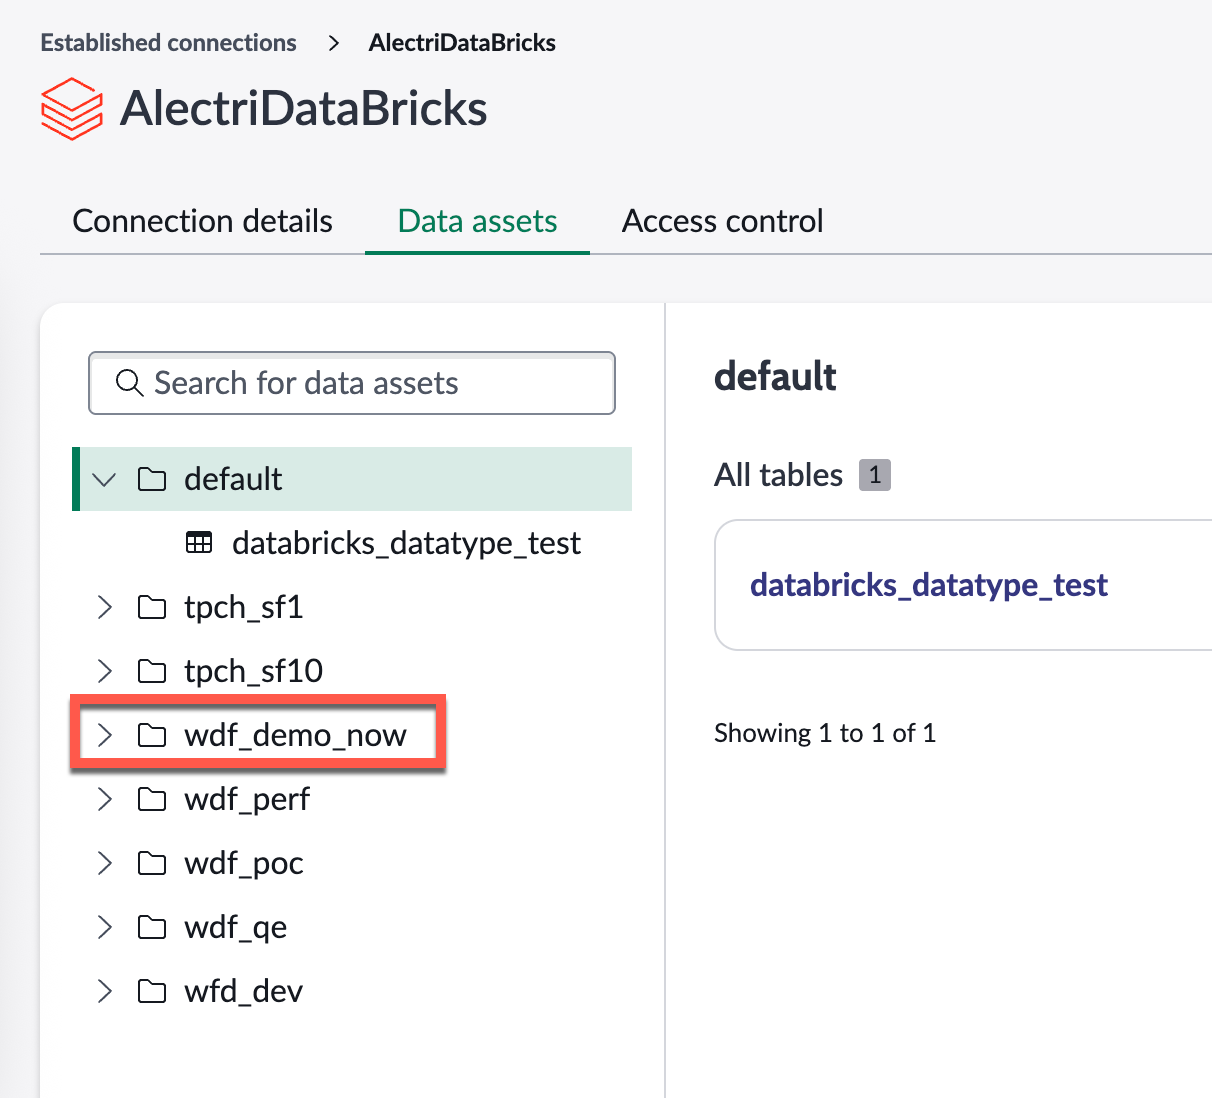 Established connections > AlectriDataBricks
AlectriDataBricks
Connection details Data assets Access control
Search for data assets
default
databricks_datatype_test
tpch_sf1
tpch_sf10
wdf_demo_now
wdf_perf
wdf_poc
wdf_qe
wfd_dev
default
All tables 1
databricks_datatype_test
Showing 1 to 1 of 1